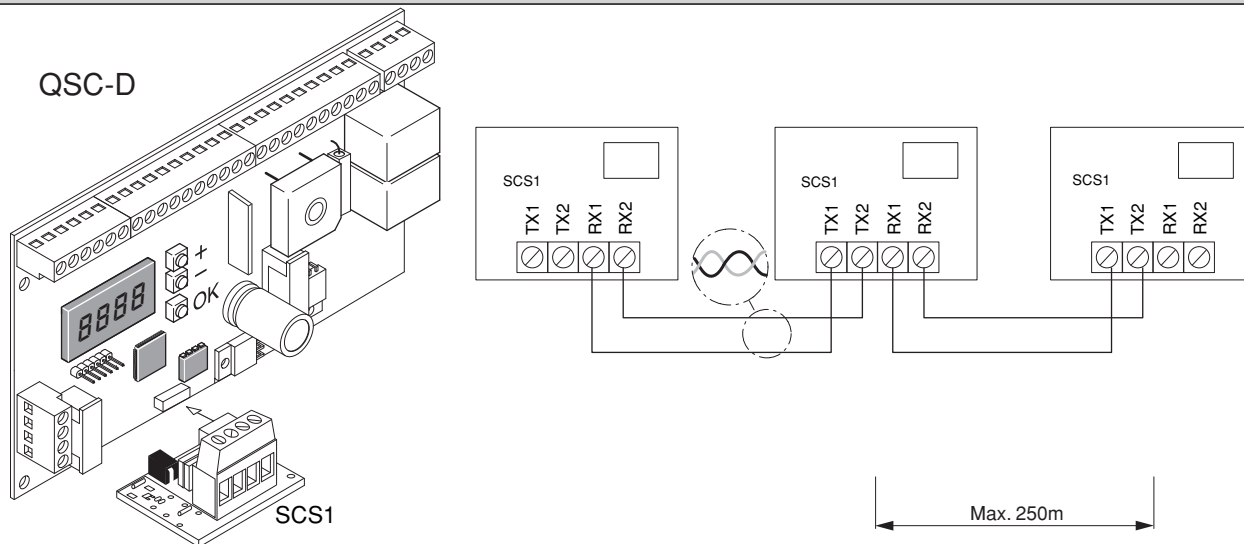 QSC-D
+
-
OK
8888
SCS1
SCS1
TX1 TX2 RX1 RX2
SCS1
TX1 TX2 RX1 RX2
SCS1
TX1 TX2 RX1 RX2
Max. 250m